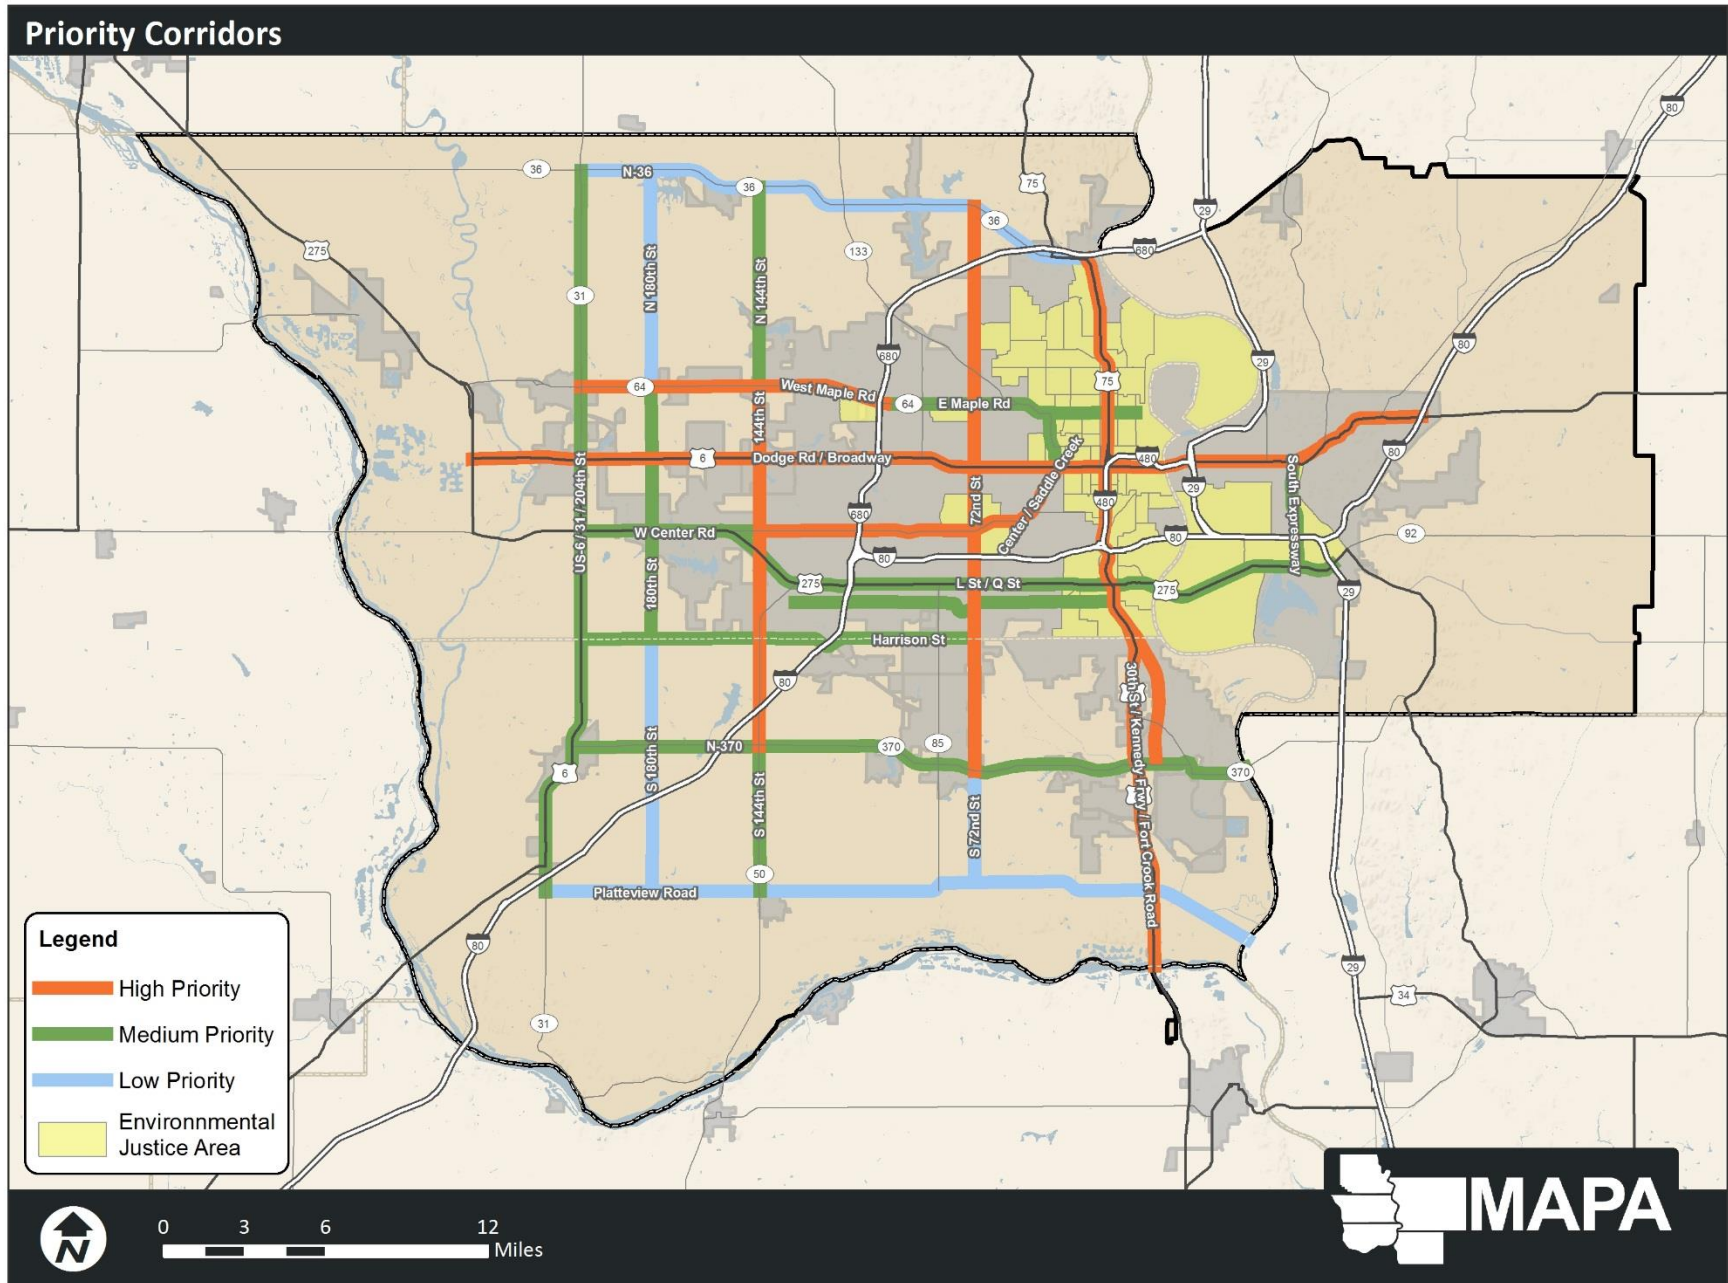 Priority Corridors
80
36
N-36
36
75
36
29
275
133
680
31
N 180th St
N 144th St
680
29
80
64
West Maple Rd
75
64
E Maple Rd
144th St
6
Dodge Rd / Broadway
480
80
US-6 / 31 / 204th St
72nd St
Center / Saddle Creek
480
29
South Expressway
680
W Center Rd
80
80
92
180th St
275
L St / Q St
275
29
Harrison St
80
30th St / Kennedy Frwy / Fort Crook Road
N-370
370
85
370
6
S 180th St
S 144th St
S 72nd St
50
Platteview Road
80
29
34
31
Legend
High Priority
Medium Priority
Low Priority
Environnmental
Justice Area
N
0 3 6 12
Miles
MAPA